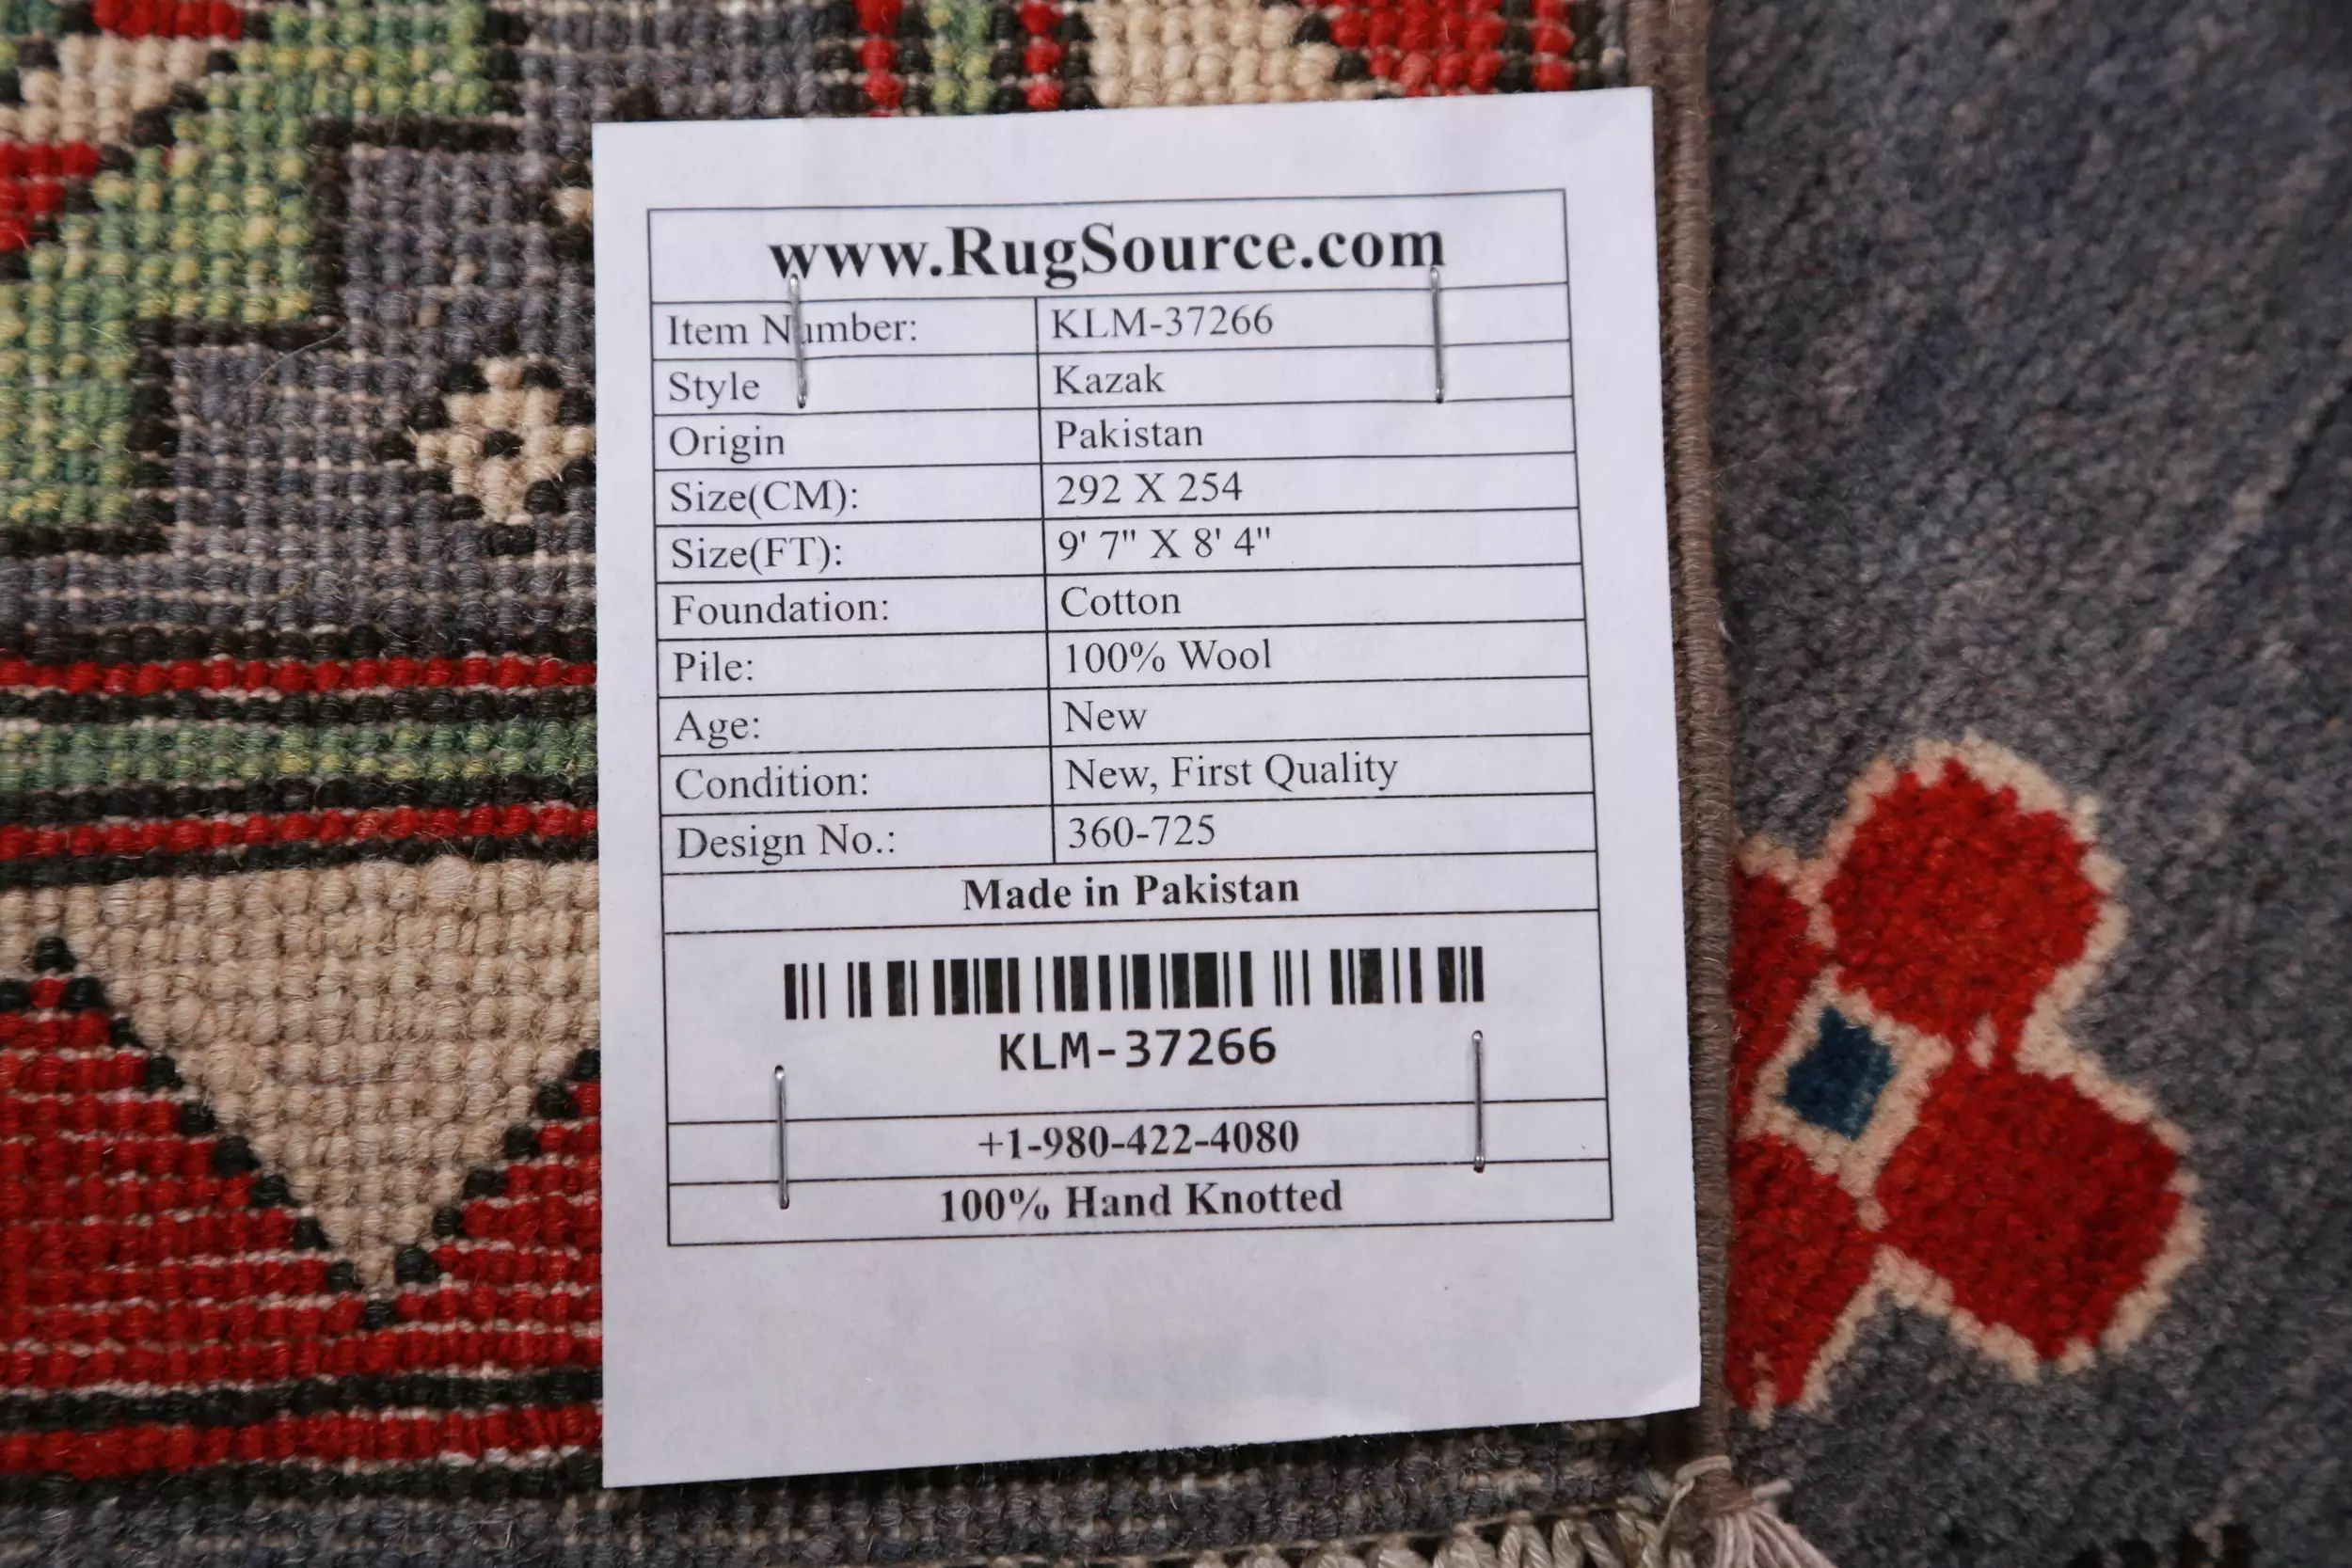 www.RugSource.com
Item Number: KLM-37266
Style Kazak
Origin Pakistan
Size(CM): 292 X 254
Size(FT): 9' 7" X 8' 4"
Foundation: Cotton
Pile: 100% Wool
Age: New
Condition: New, First Quality
Design No.: 360-725
Made in Pakistan
KLM-37266
+1-980-422-4080
100% Hand Knotted